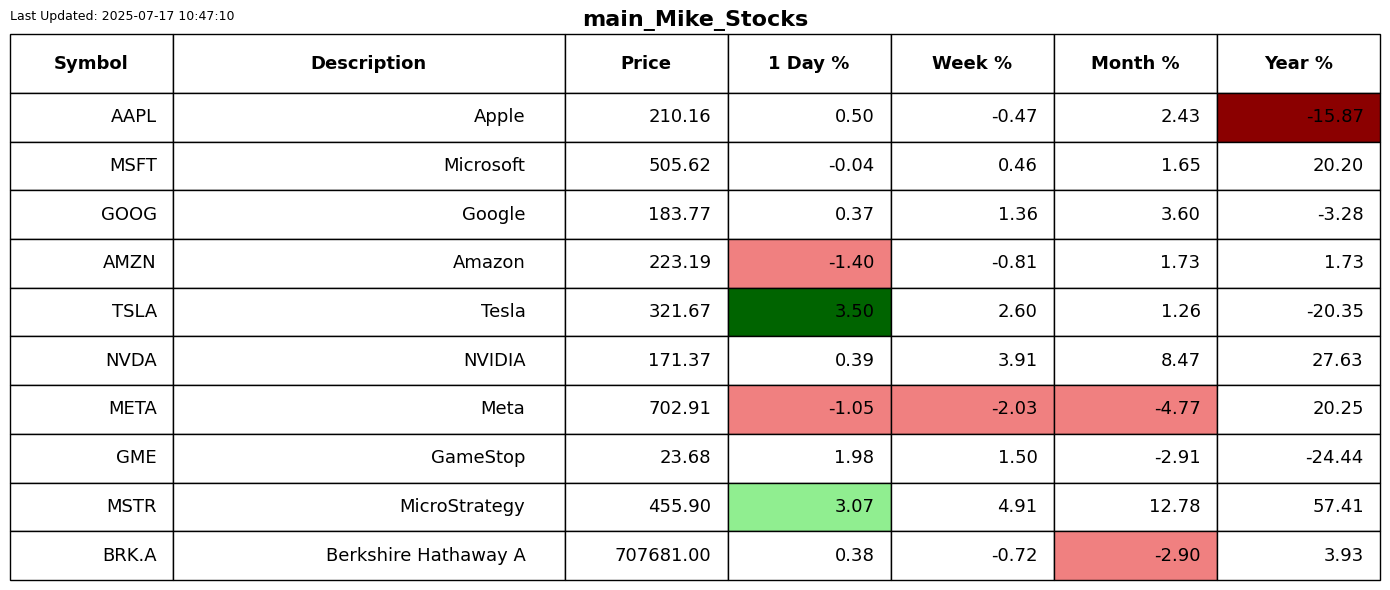 Last Updated: 2025-07-17 10:47:10
main_Mike_Stocks
Symbol Description Price 1 Day % Week % Month % Year %
AAPL Apple 210.16 0.50 -0.47 2.43 -15.87
MSFT Microsoft 505.62 -0.04 0.46 1.65 20.20
GOOG Google 183.77 0.37 1.36 3.60 -3.28
AMZN Amazon 223.19 -1.40 -0.81 1.73 1.73
TSLA Tesla 321.67 3.50 2.60 1.26 -20.35
NVDA NVIDIA 171.37 0.39 3.91 8.47 27.63
META Meta 702.91 -1.05 -2.03 -4.77 20.25
GME GameStop 23.68 1.98 1.50 -2.91 -24.44
MSTR MicroStrategy 455.90 3.07 4.91 12.78 57.41
BRK.A Berkshire Hathaway A 707681.00 0.38 -0.72 -2.90 3.93